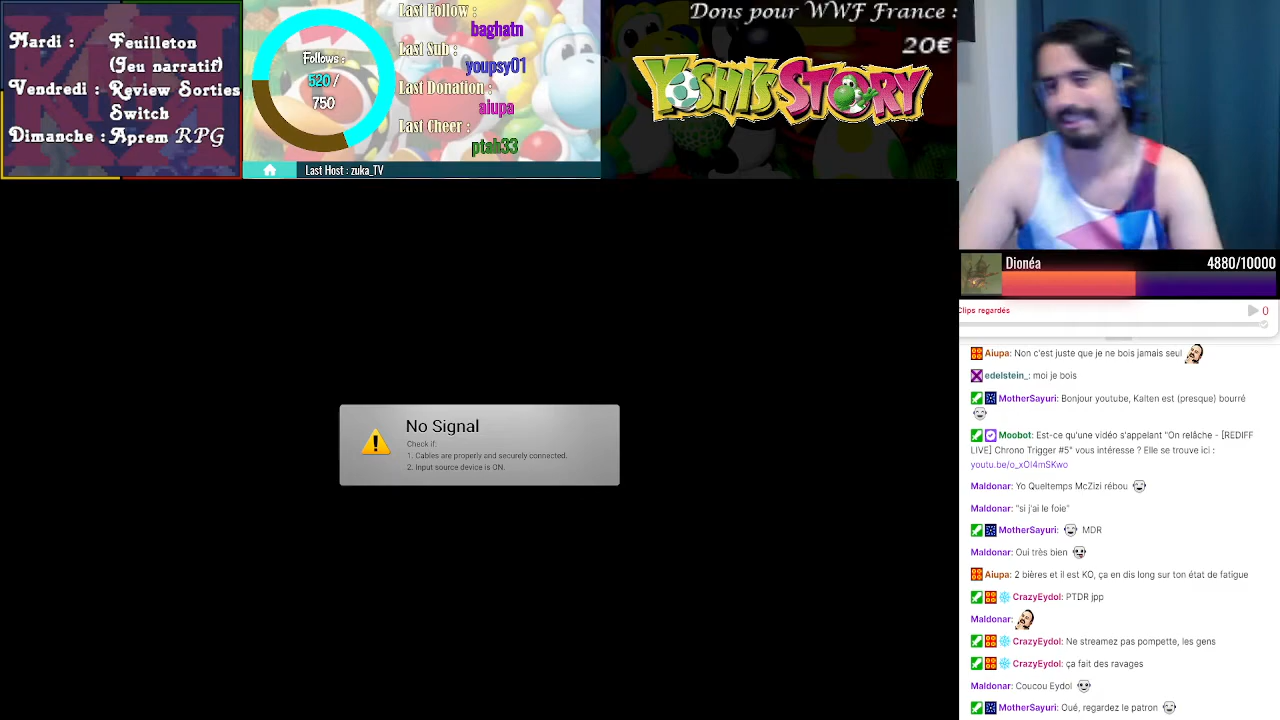 Mardi : Feuilleton
(Jeu narratif)
Vendredi : Review Sorties
Switch
Dimanche : Aprem RPG
Follows :
520 /
750
Last Follow :
baghatn
Last Sub :
youpsy01
Last Donation :
aiupa
Last Cheer :
ptah33
Last Host : zuka_TV
Dons pour WWF France :
20€
YOSHI'S STORY
Dionéa 4880/10000
Clips regardés 0
No Signal
Check if:
1. Cables are properly and securely connected.
2. Input source device is ON.
Aiupa: Non c'est juste que je ne bois jamais seul
edelstein_: moi je bois
MotherSayuri: Bonjour youtube, Kalten est (presque) bourré
Moobot: Est-ce qu'une vidéo s'appelant "On relâche - [REDIFF
LIVE] Chrono Trigger #5" vous intéresse ? Elle se trouve ici :
youtu.be/o_xOI4mSKwo
Maldonar: Yo Queltemps McZizi rébou
Maldonar: "si j'ai le foie"
MotherSayuri: MDR
Maldonar: Oui très bien
Aiupa: 2 bières et il est KO, ça en dis long sur ton état de fatigue
CrazyEydol: PTDR jpp
Maldonar:
CrazyEydol: Ne streamez pas pompette, les gens
CrazyEydol: ça fait des ravages
Maldonar: Coucou Eydol
MotherSayuri: Oué, regardez le patron